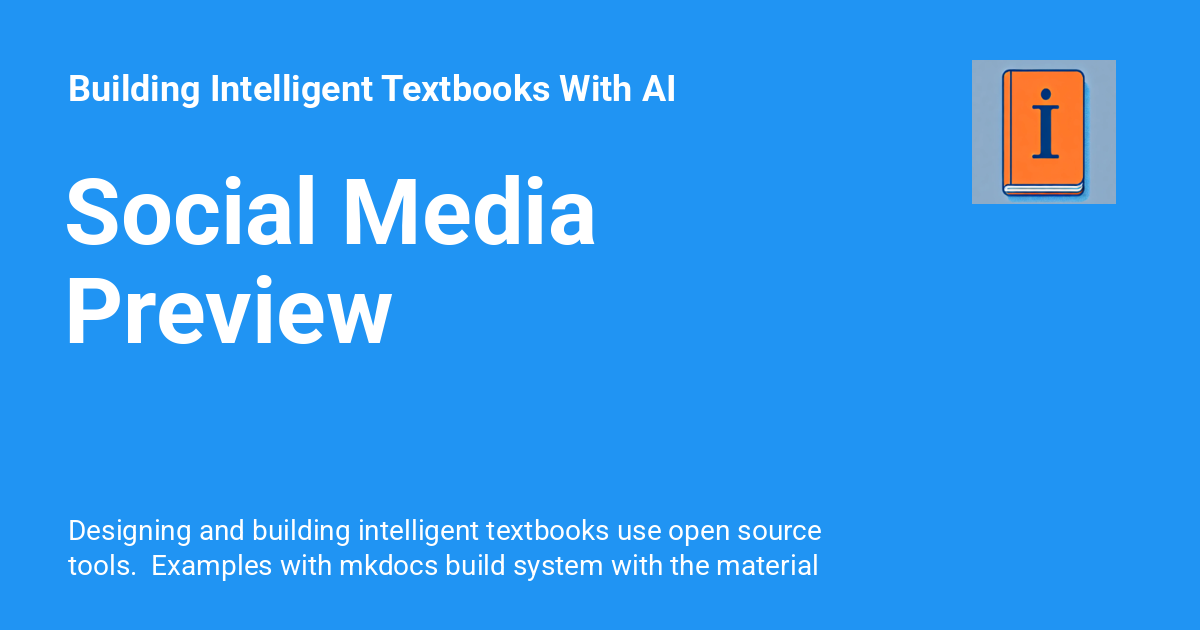 Building Intelligent Textbooks With AI
i
Social Media
Preview
Designing and building intelligent textbooks use open source
tools.  Examples with mkdocs build system with the material